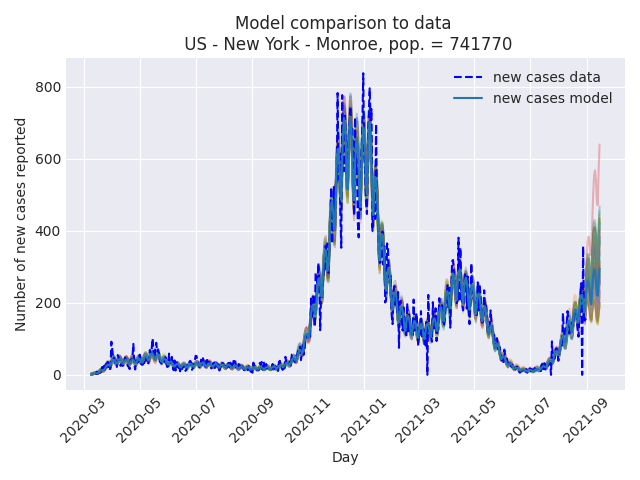 Model comparison to data
US - New York - Monroe, pop. = 741770
new cases data
new cases model
Number of new cases reported
800
600
400
200
0
2020-03
2020-05
2020-07
2020-09
2020-11
2021-01
2021-03
2021-05
2021-07
2021-09
Day